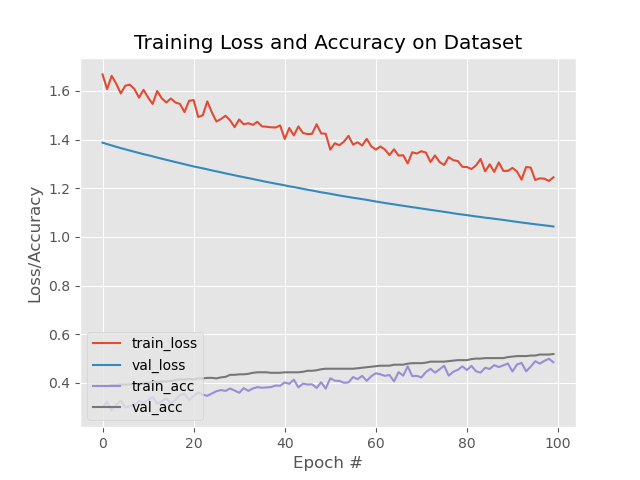 Training Loss and Accuracy on Dataset
1.6
1.4
1.2
1.0
0.8
0.6
0.4
Loss/Accuracy
train_loss
val_loss
train_acc
val_acc
0
20
40
60
80
100
Epoch #